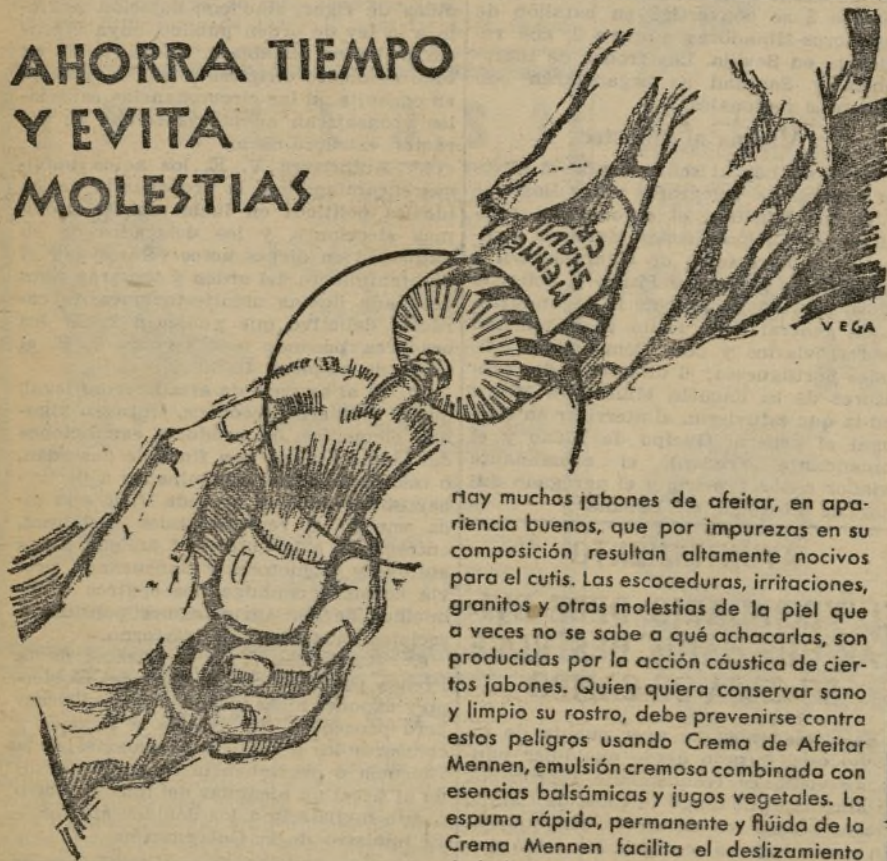 AHORRA TIEMPO
Y EVITA
MOLESTIAS
MENNEN
SHAVING
CR
VEGA
Hay muchos jabones de afeitar, en apa-
riencia buenos, que por impurezas en su
composición resultan altamente nocivos
para el cutis. Las escoceduras, irritaciones,
granitos y otras molestias de la piel que
a veces no se sabe a qué achacarlas, son
producidas por la acción cáustica de cier-
tos jabones. Quien quiera conservar sano
y limpio su rostro, debe prevenirse contra
estos peligros usando Crema de Afeitar
Mennen, emulsión cremosa combinada con
esencias balsámicas y jugos vegetales. La
espuma rápida, permanente y flúida de la
Crema Mennen facilita el deslizamiento